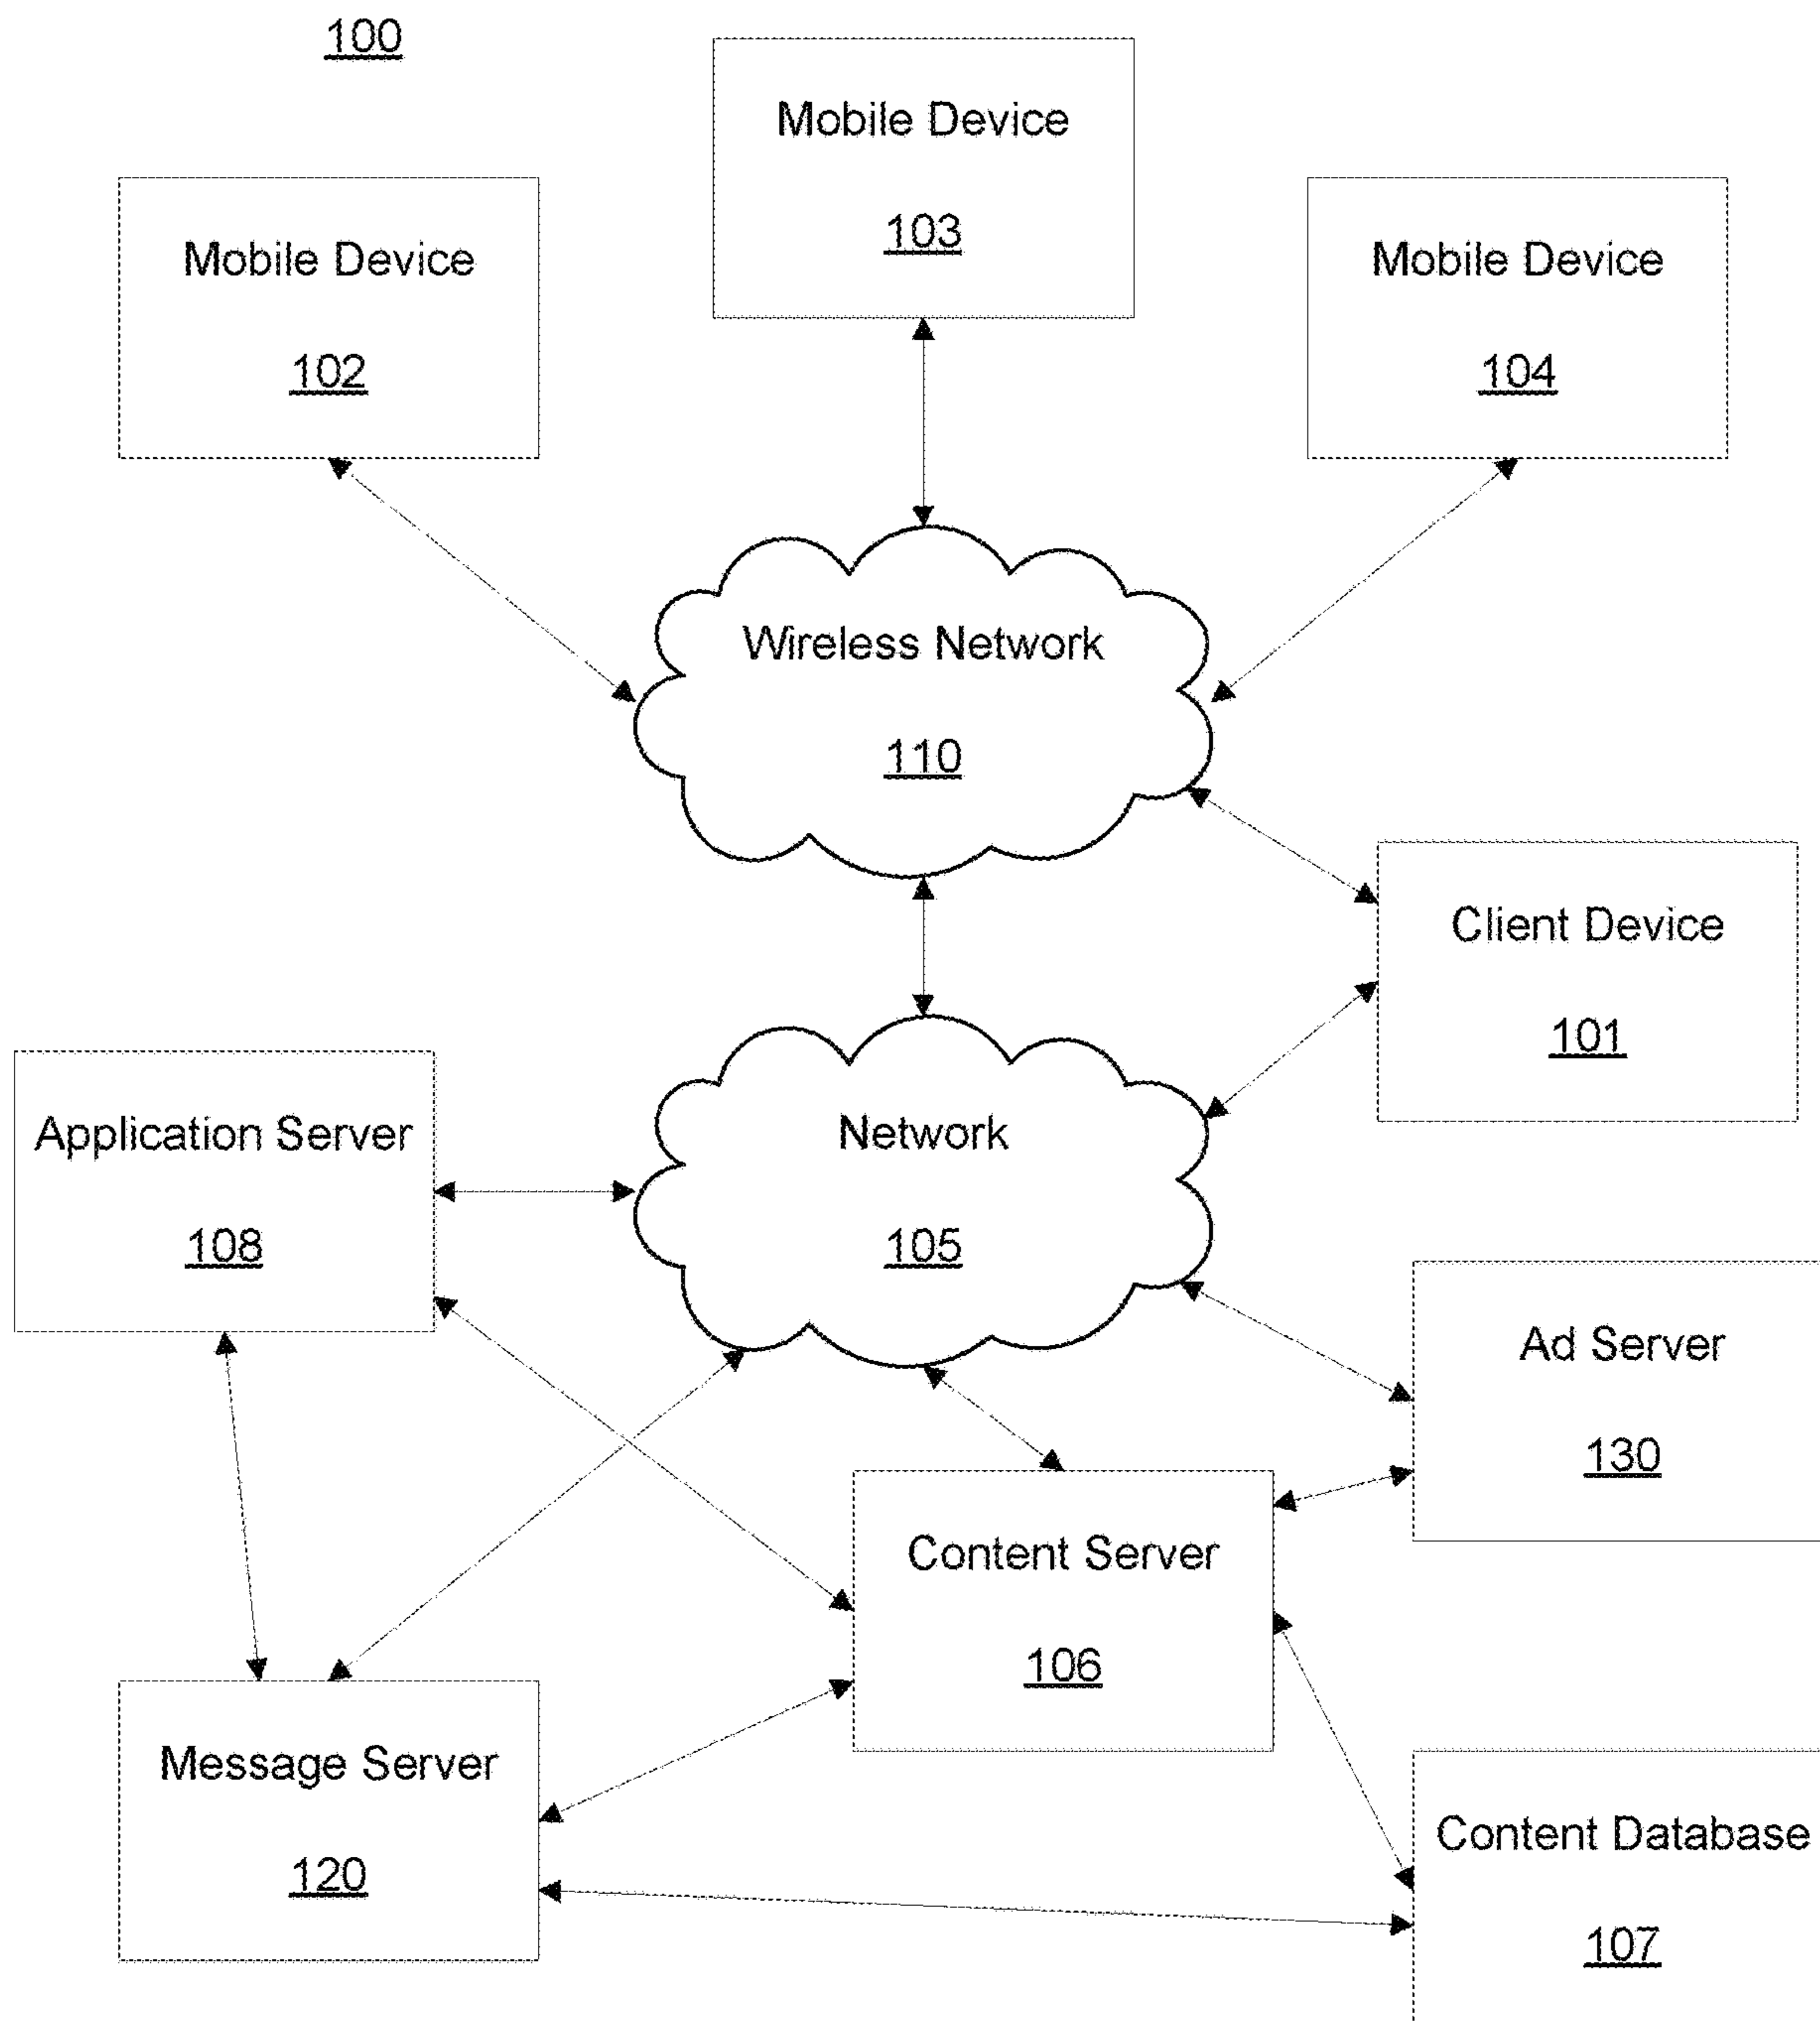 100
Mobile Device
103
Mobile Device
102
Mobile Device
104
Wireless Network
110
Client Device
101
Application Server
108
Network
105
Ad Server
130
Content Server
106
Message Server
120
Content Database
107